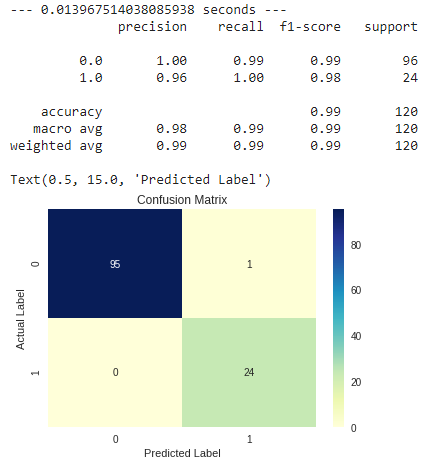 --- 0.013967514038085938 seconds ---
precision recall f1-score support
0.0 1.00 0.99 0.99 96
1.0 0.96 1.00 0.98 24
accuracy 0.99 120
macro avg 0.98 0.99 0.99 120
weighted avg 0.99 0.99 0.99 120
Text(0.5, 15.0, 'Predicted Label')
Confusion Matrix
Actual Label
0
95 1
1
0 24
0 1
Predicted Label
80
60
40
20
0